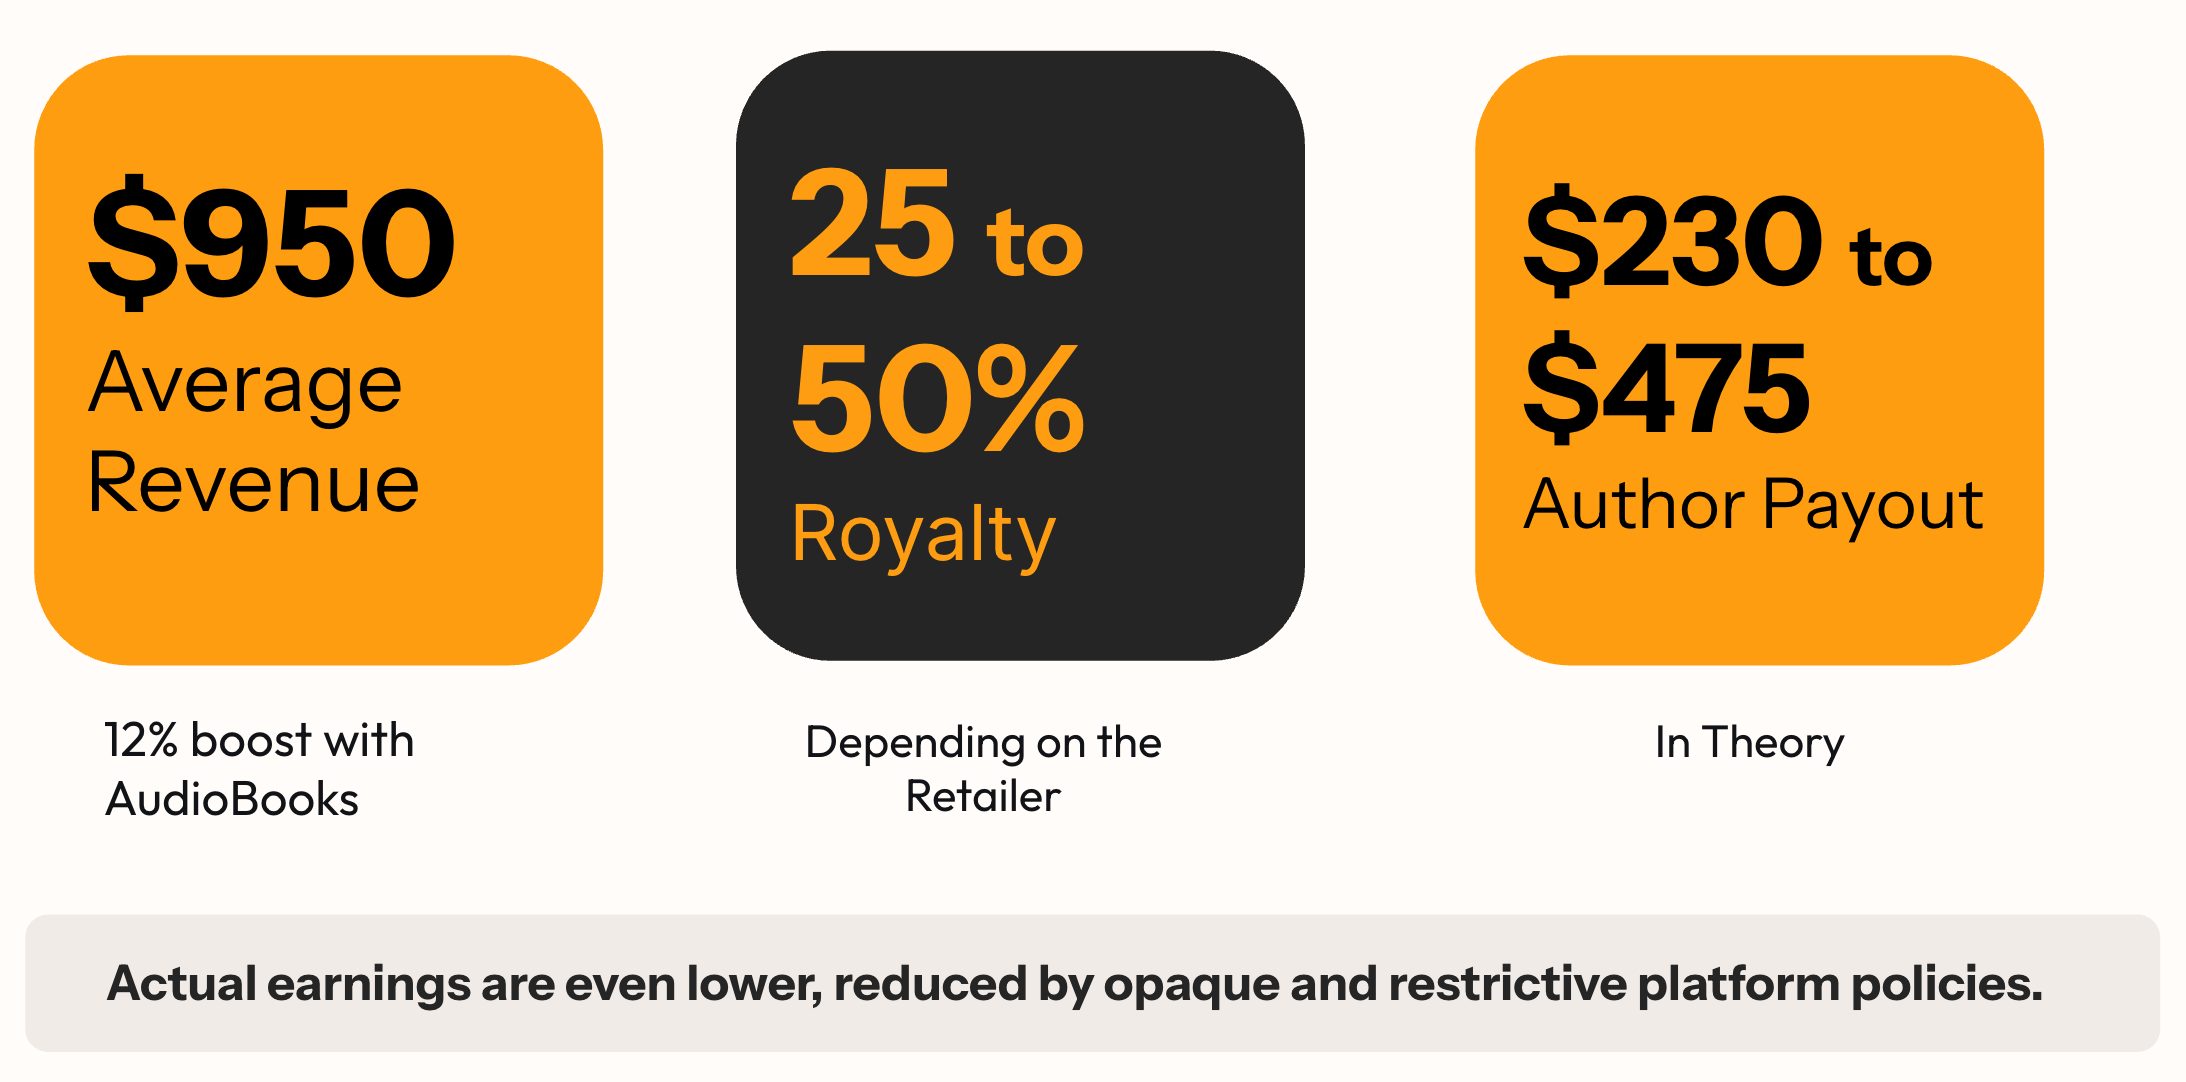 $950
Average
Revenue
12% boost with
AudioBooks
25 to
50%
Royalty
Depending on the
Retailer
$230 to
$475
Author Payout
In Theory
Actual earnings are even lower, reduced by opaque and restrictive platform policies.